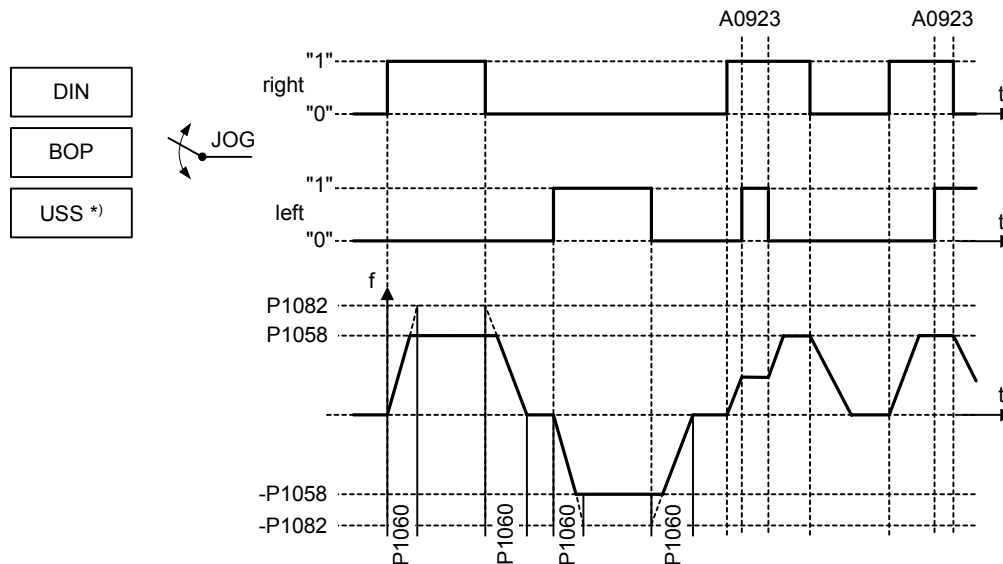 A0923 A0923
DIN
BOP
USS *)
JOG
right "1" "0" t
left "1" "0" t
f
P1082
P1058
t
-P1058
-P1082
P1060 P1060 P1060 P1060